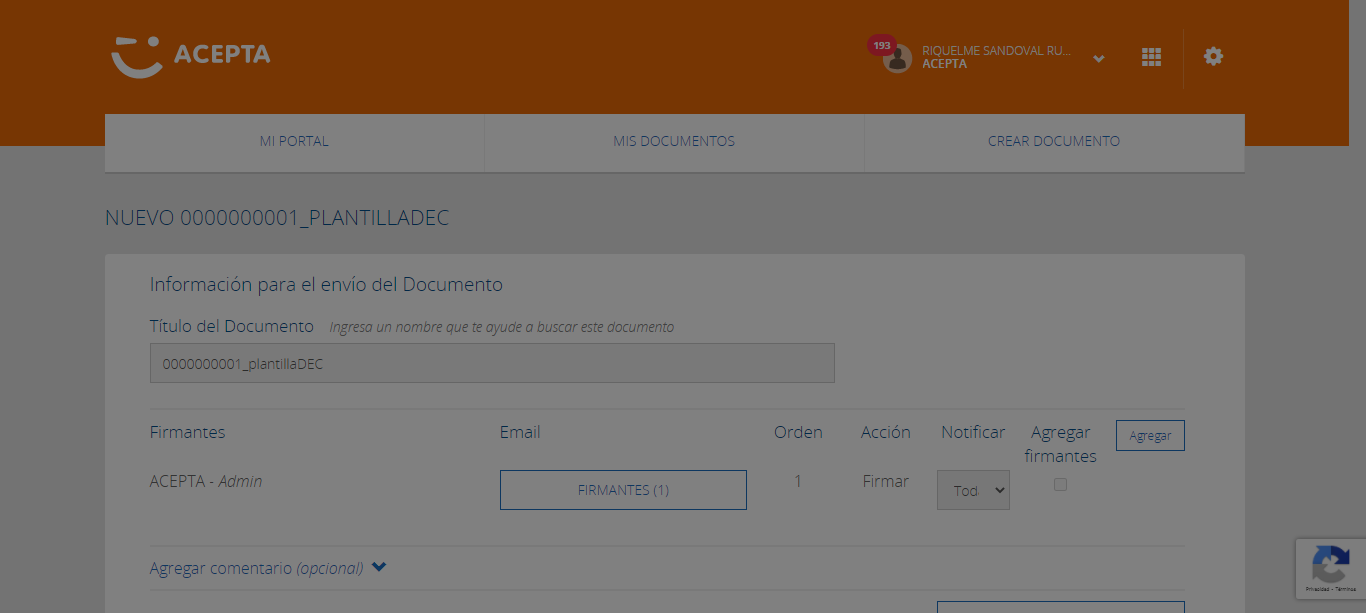 ACEPTA
193
RIQUELME SANDOVAL RU...
ACEPTA
MI PORTAL
MIS DOCUMENTOS
CREAR DOCUMENTO
NUEVO 0000000001_PLANTILLADEC
Información para el envío del Documento
Título del Documento Ingresa un nombre que te ayude a buscar este documento
0000000001_plantillaDEC
Firmantes Email Orden Acción Notificar Agregar firmantes Agregar
ACEPTA - Admin FIRMANTES (1) 1 Firmar Tod
Agregar comentario (opcional)
Privacidad - Términos